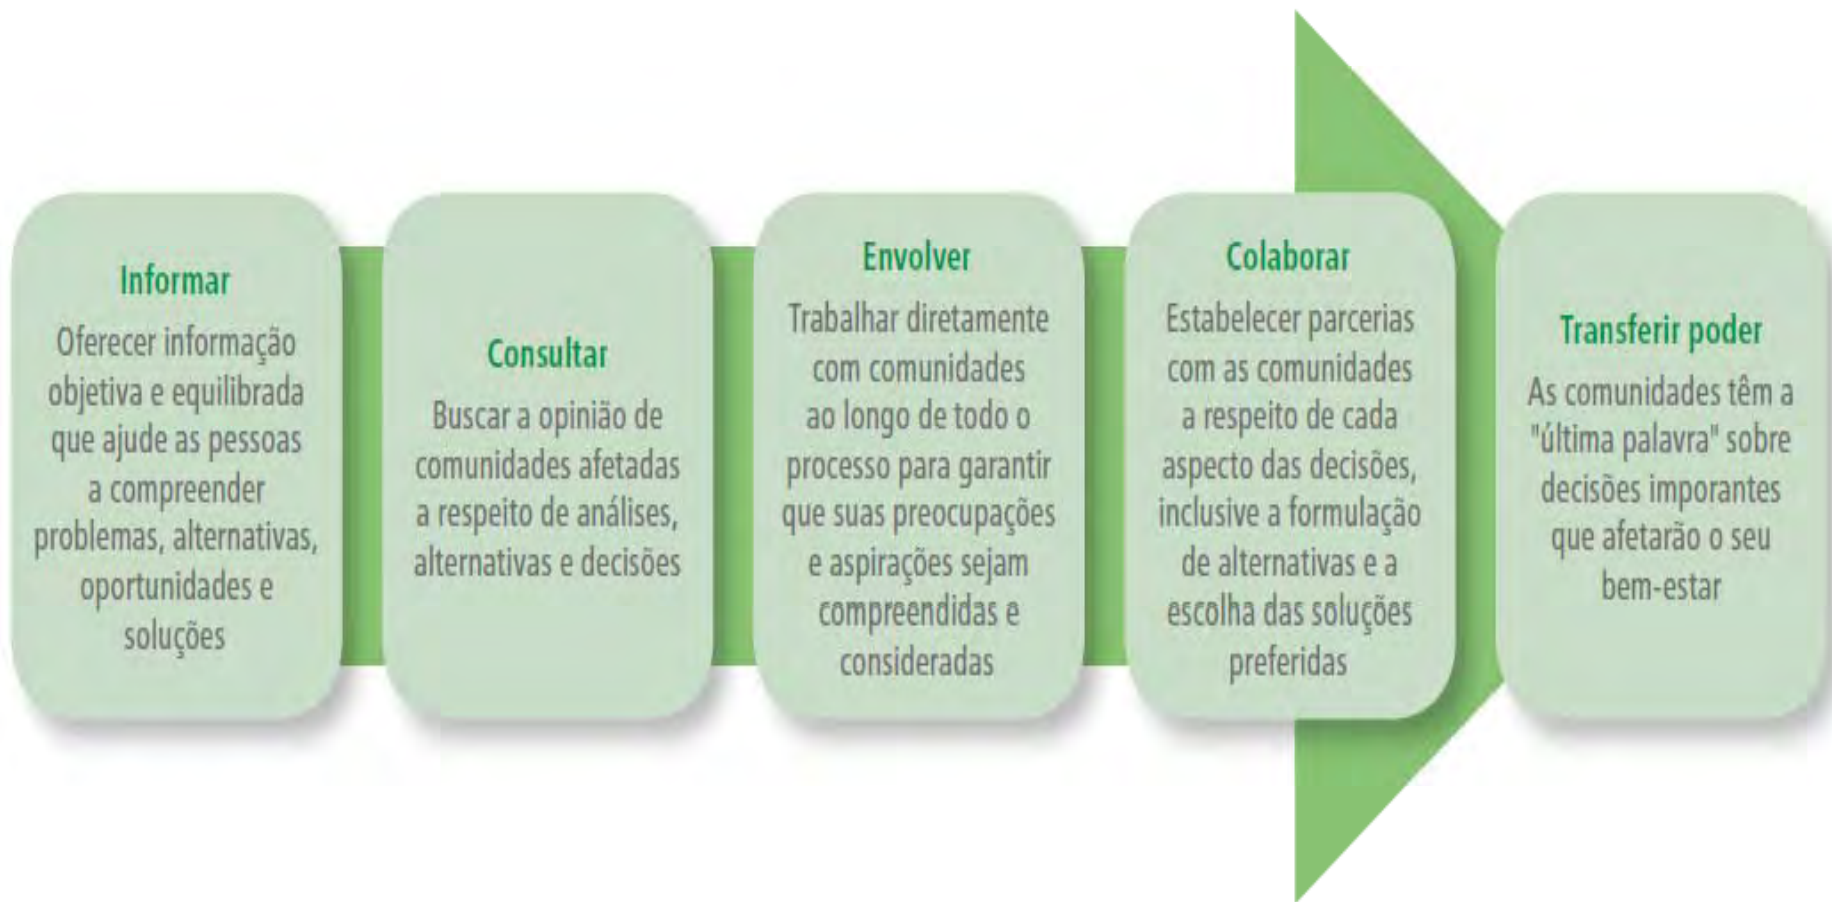 Informar
Oferecer informação
objetiva e equilibrada
que ajude as pessoas
a compreender
problemas, alternativas,
oportunidades e
soluções
Consultar
Buscar a opinião de
comunidades afetadas
a respeito de análises,
alternativas e decisões
Envolver
Trabalhar diretamente
com comunidades
ao longo de todo o
processo para garantir
que suas preocupações
e aspirações sejam
compreendidas e
consideradas
Colaborar
Estabelecer parcerias
com as comunidades
a respeito de cada
aspecto das decisões,
inclusive a formulação
de alternativas e a
escolha das soluções
preferidas
Transferir poder
As comunidades têm a
"última palavra" sobre
decisões imporantes
que afetarão o seu
bem-estar